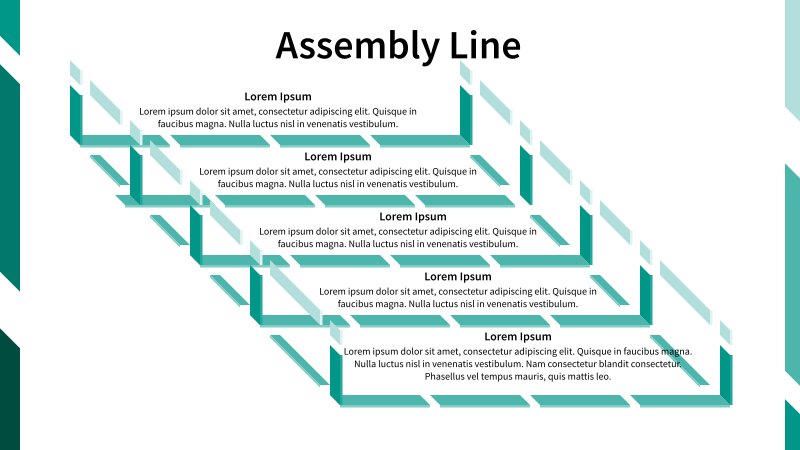 Assembly Line
Lorem Ipsum
Lorem ipsum dolor sit amet, consectetur adipiscing elit. Quisque in
faucibus magna. Nulla luctus nisl in venenatis vestibulum.
Lorem Ipsum
Lorem ipsum dolor sit amet, consectetur adipiscing elit. Quisque in
faucibus magna. Nulla luctus nisl in venenatis vestibulum.
Lorem Ipsum
Lorem ipsum dolor sit amet, consectetur adipiscing elit. Quisque in
faucibus magna. Nulla luctus nisl in venenatis vestibulum.
Lorem Ipsum
Lorem ipsum dolor sit amet, consectetur adipiscing elit. Quisque in
faucibus magna. Nulla luctus nisl in venenatis vestibulum.
Lorem Ipsum
Lorem ipsum dolor sit amet, consectetur adipiscing elit. Quisque in faucibus magna.
Nulla luctus nisl in venenatis vestibulum. Nam consectetur blandit consectetur.
Phasellus vel tempus mauris, quis mattis leo.